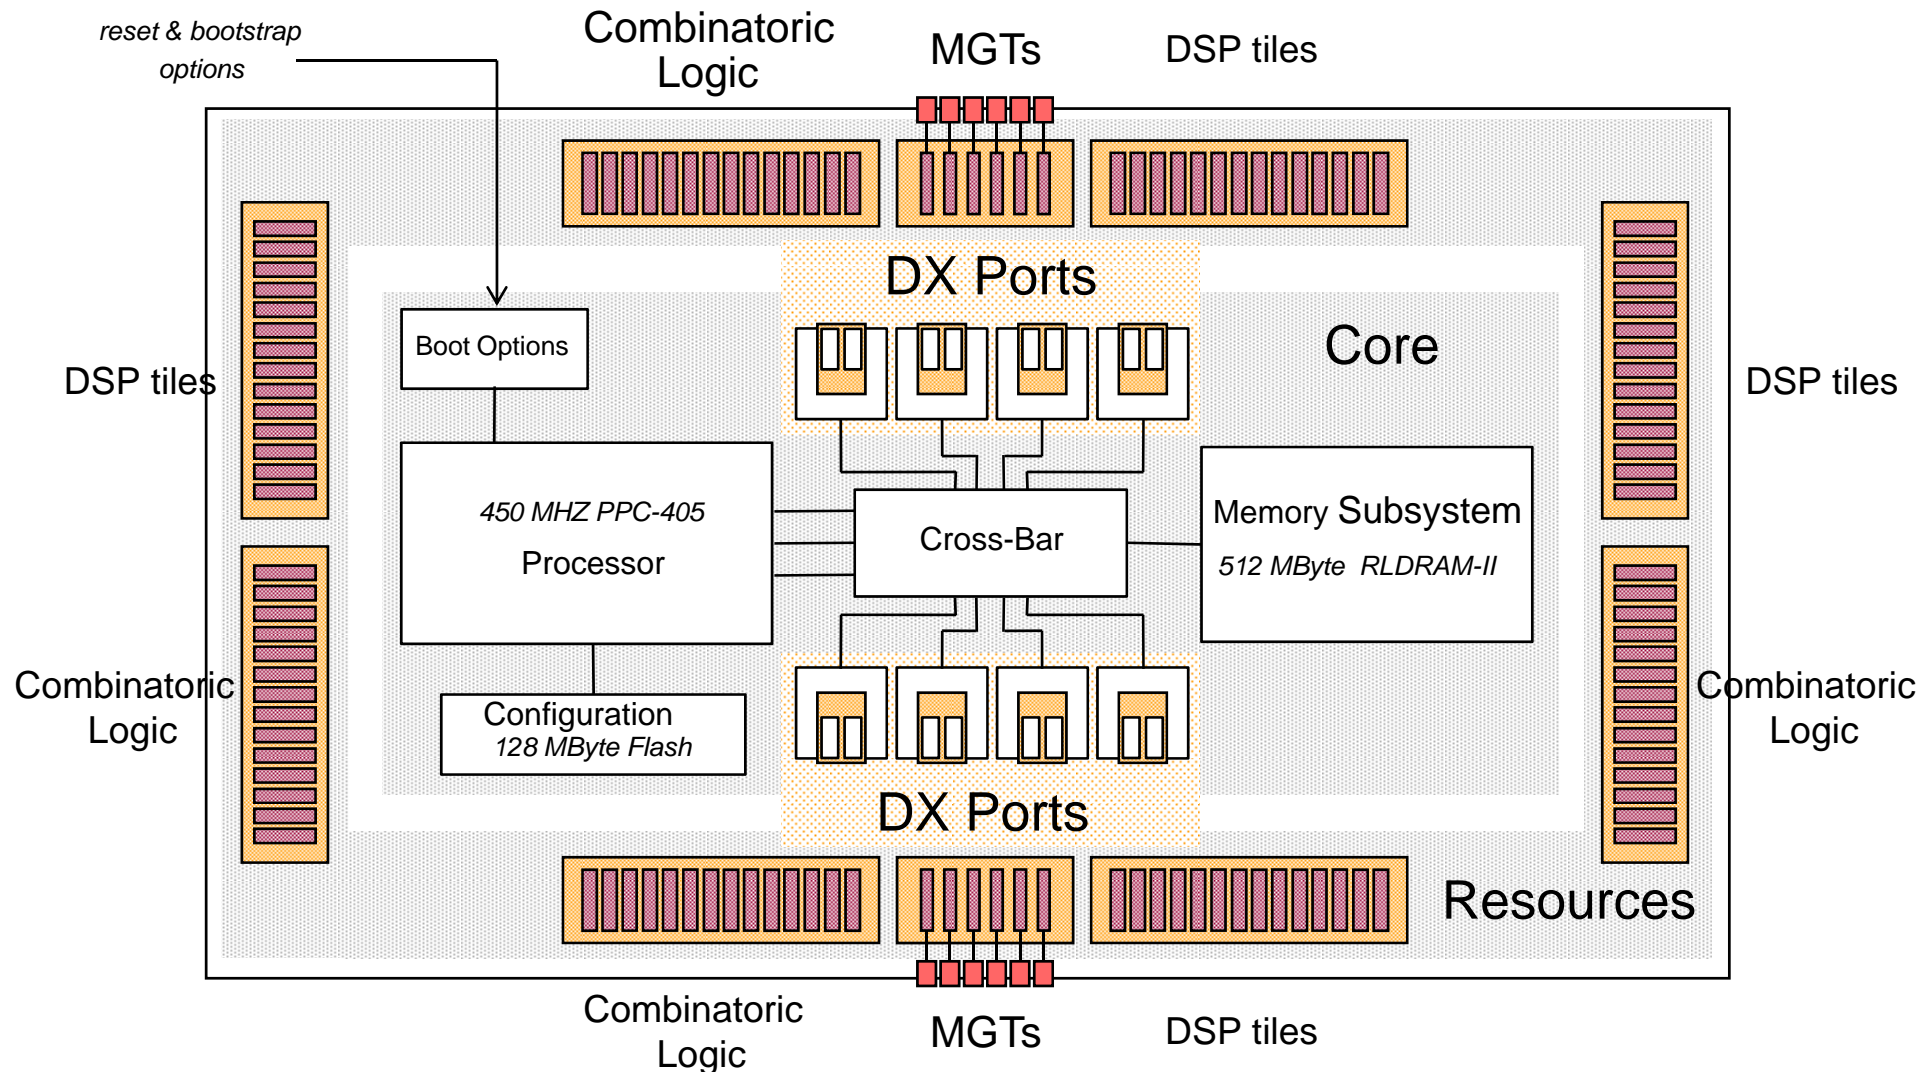 reset & bootstrap
options
Combinatoric
Logic
MGTs
DSP tiles
DX Ports
Boot Options
Core
DSP tiles
DSP tiles
450 MHZ PPC-405
Processor
Cross-Bar
Memory Subsystem
512 MByte RLDRAM-II
Combinatoric
Logic
Configuration
128 MByte Flash
Combinatoric
Logic
DX Ports
Resources
Combinatoric
Logic
MGTs
DSP tiles